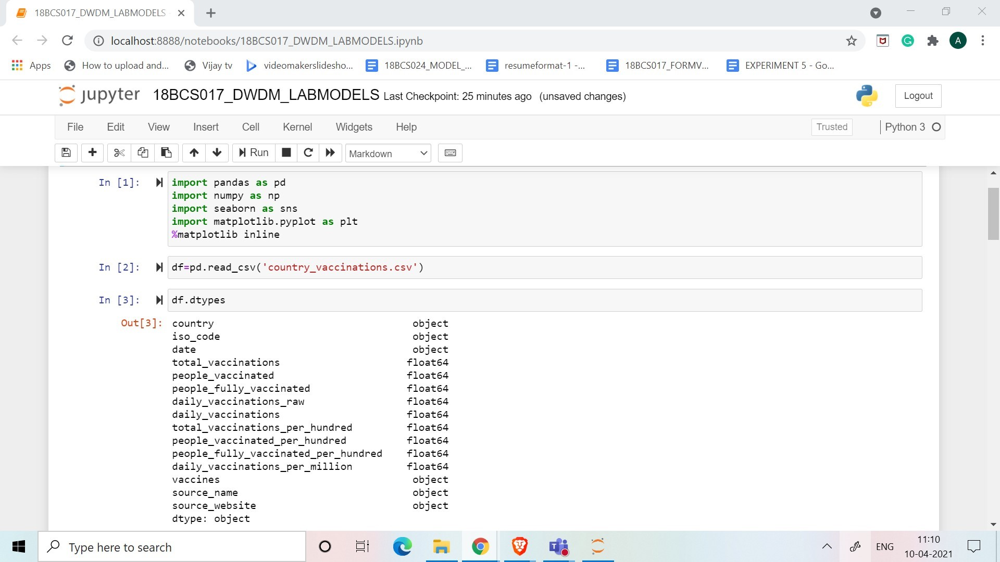 18BCS017_DWDM_LABMODELS
localhost:8888/notebooks/18BCS017_DWDM_LABMODELS.ipynb
A
Apps How to upload and... Vijay tv videomakerslidesho... 18BCS024_MODEL_... resumeformat-1 -... 18BCS017_FORMV... EXPERIMENT 5 - Go...
jupyter 18BCS017_DWDM_LABMODELS Last Checkpoint: 25 minutes ago (unsaved changes) Logout
File Edit View Insert Cell Kernel Widgets Help Trusted Python 3
Run Markdown
In [1]: import pandas as pd
import numpy as np
import seaborn as sns
import matplotlib.pyplot as plt
%matplotlib inline
In [2]: df=pd.read_csv('country_vaccinations.csv')
In [3]: df.dtypes
Out[3]: country object
iso_code object
date object
total_vaccinations float64
people_vaccinated float64
people_fully_vaccinated float64
daily_vaccinations_raw float64
daily_vaccinations float64
total_vaccinations_per_hundred float64
people_vaccinated_per_hundred float64
people_fully_vaccinated_per_hundred float64
daily_vaccinations_per_million float64
vaccines object
source_name object
source_website object
dtype: object
Type here to search
ENG
11:10
10-04-2021